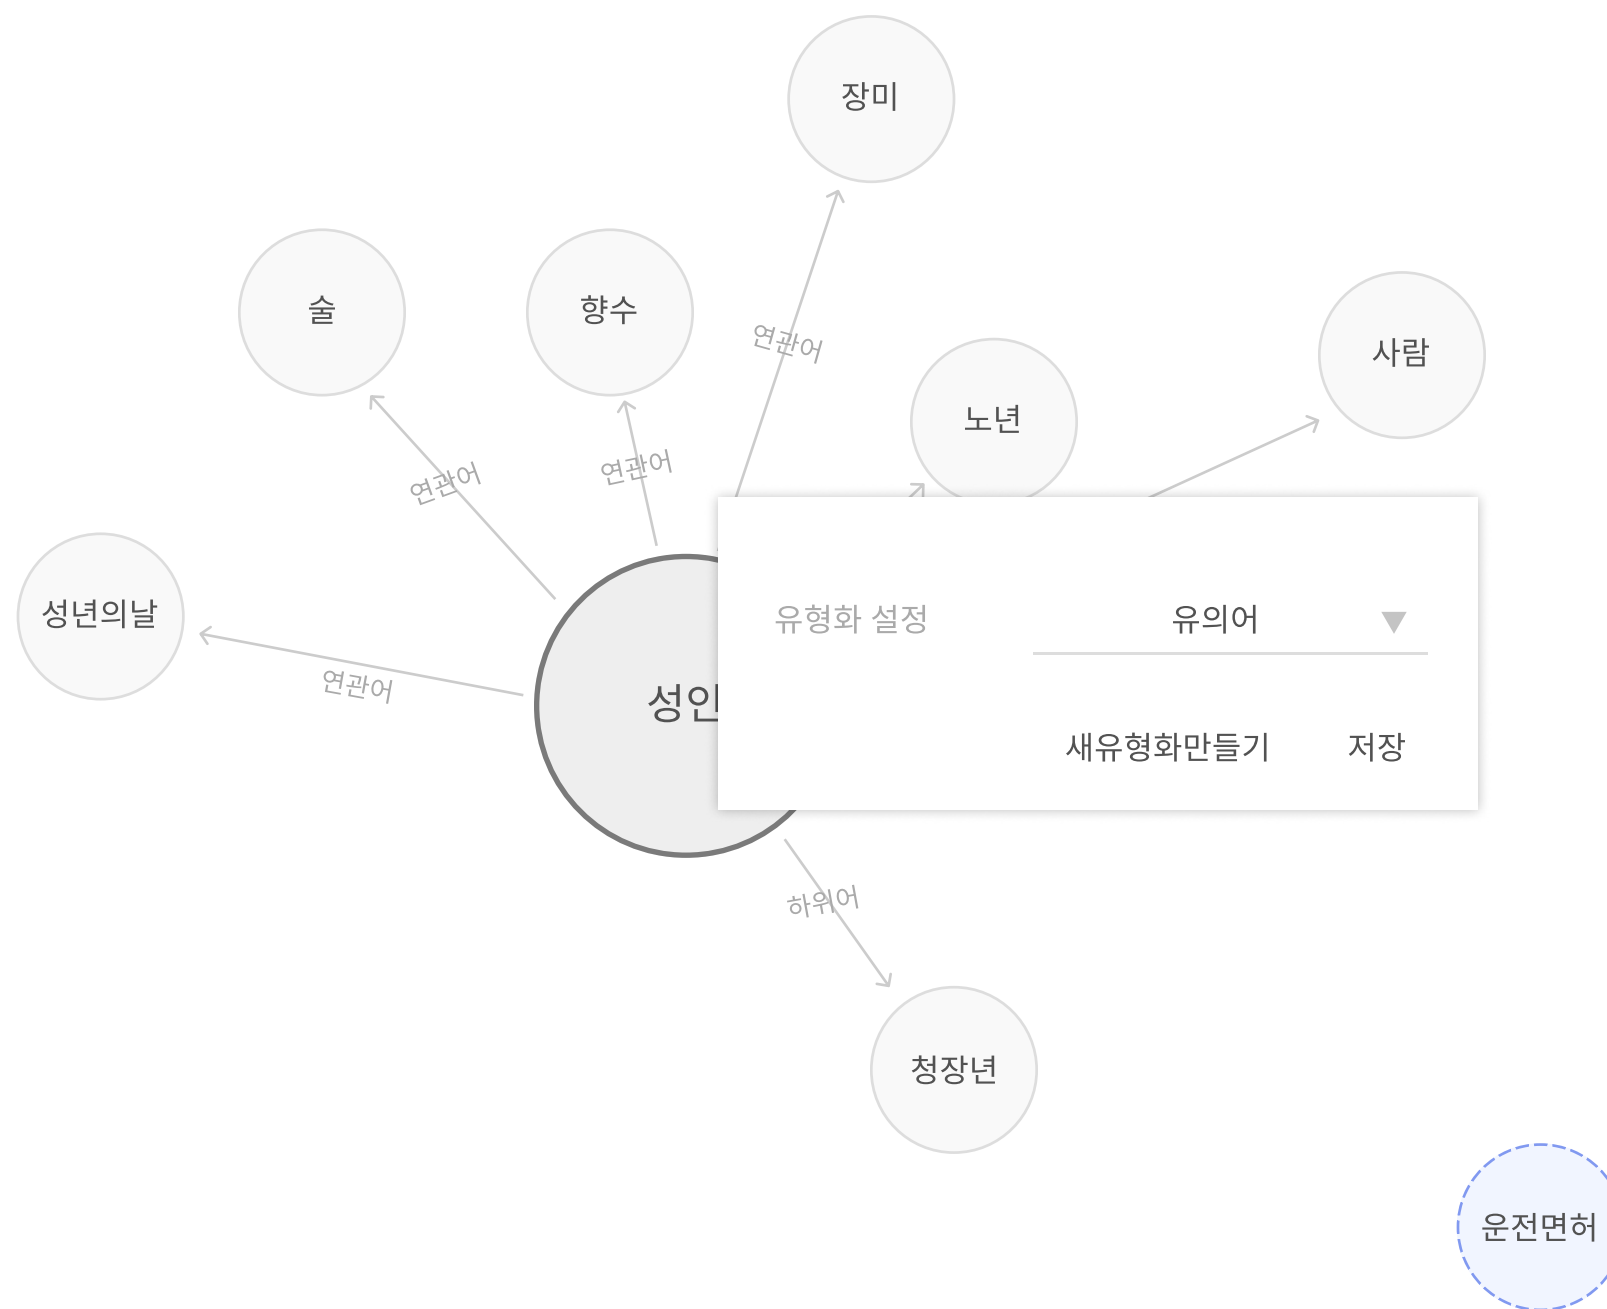 장미
술
향수
연관어
사람
노년
연관어
연관어
성년의날
유형화 설정
유의어
연관어
성인
새유형화만들기
저장
하위어
청장년
운전면허